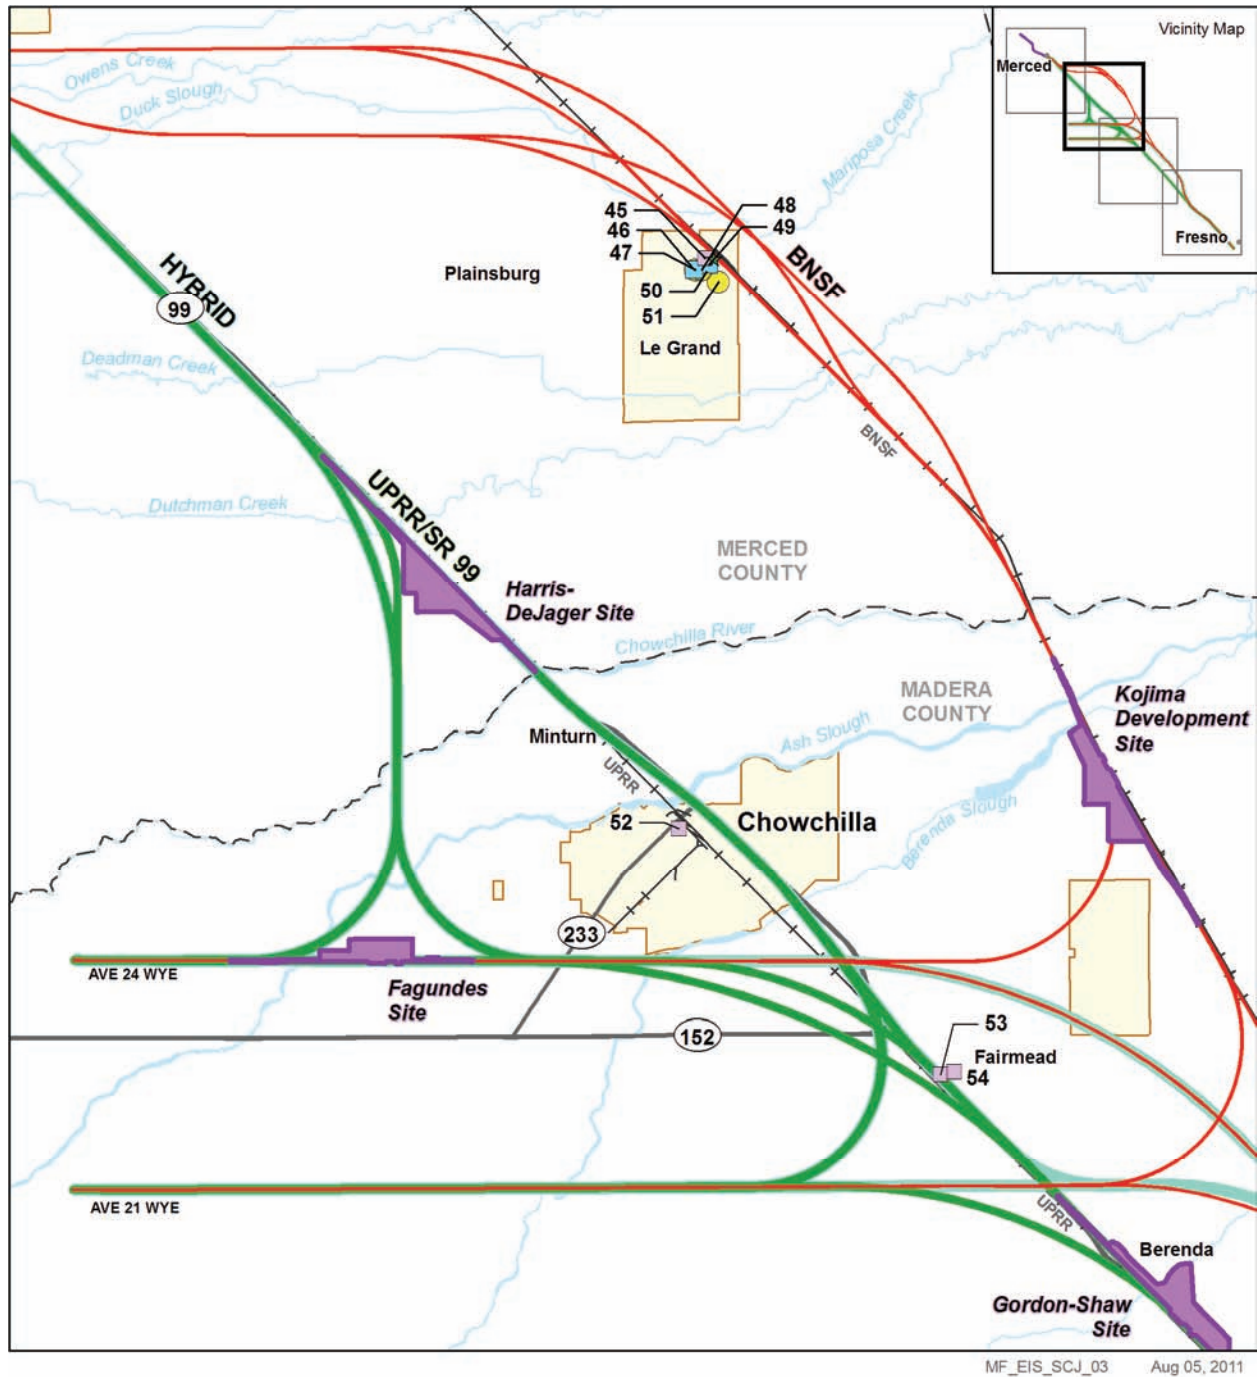 Vicinity Map
Merced
Fresno
Owens Creek
Duck Slough
Mariposa Creek
45
48
46
49
47
50
51
BNSF
HYBRID
99
Plainsburg
Le Grand
Deadman Creek
BNSF
Dutchman Creek
UPRR/SR 99
MERCED
COUNTY
Harris-
DeJager Site
Chowchilla River
MADERA
COUNTY
Kojima
Development
Site
Minturn
Ash Slough
UPRR
52
Chowchilla
Berenda Slough
233
AVE 24 WYE
Fagundes
Site
152
53
Fairmead
54
AVE 21 WYE
UPRR
Berenda
Gordon-Shaw
Site
MF_EIS_SCJ_03
Aug 05, 2011